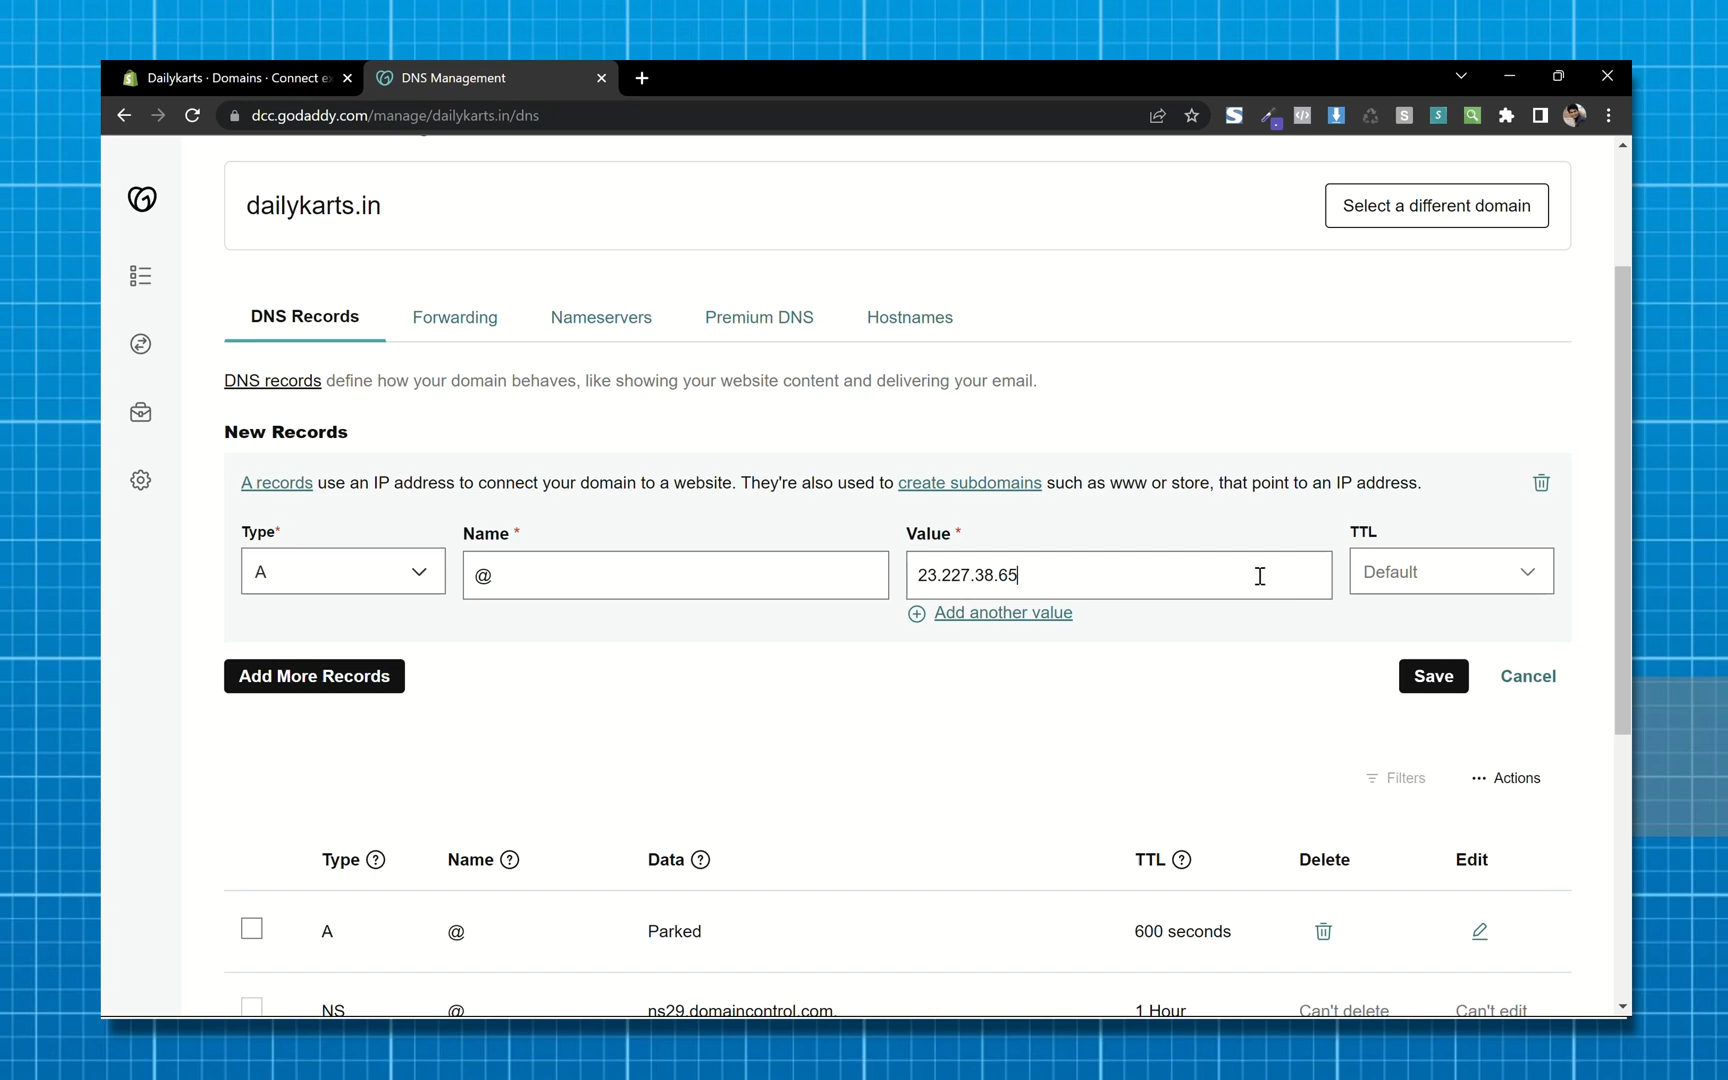 Dailykarts · Domains · Connect ex
DNS Management
dcc.godaddy.com/manage/dailykarts.in/dns
dailykarts.in
Select a different domain
DNS Records
Forwarding
Nameservers
Premium DNS
Hostnames
DNS records define how your domain behaves, like showing your website content and delivering your email.
New Records
A records use an IP address to connect your domain to a website. They're also used to create subdomains such as www or store, that point to an IP address.
Type*
Name *
Value *
TTL
A
@
23.227.38.65
Default
Add another value
Add More Records
Save
Cancel
Filters
Actions
Type
Name
Data
TTL
Delete
Edit
A
@
Parked
600 seconds
NS
@
ns29.domaincontrol.com.
1 Hour
Can't delete
Can't edit